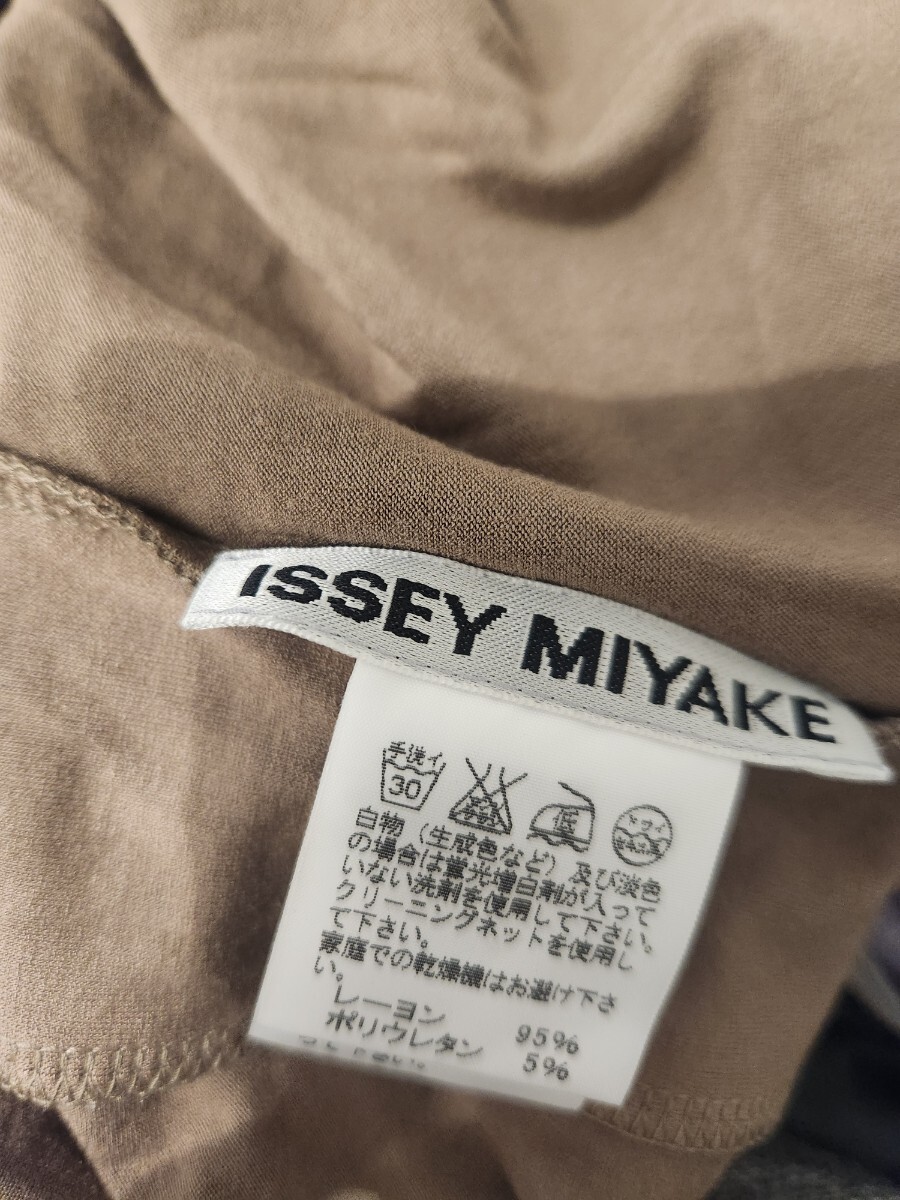 ISSEY MIYAKE
手洗イ
30
低
ドライ
白物（生成色など）及び淡色
の場合は蛍光増白剤が入って
いない洗剤を使用して下さい。
クリーニングネットを使用し
て下さい。
家庭での乾燥機はお避け下さ
い。
レーヨン 95%
ポリウレタン 5%